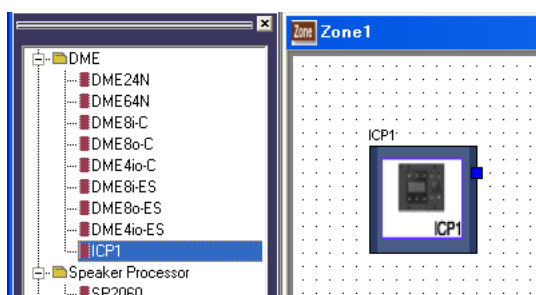 DME
DME24N
DME64N
DME8i-C
DME8o-C
DME4io-C
DME8i-ES
DME8o-ES
DME4io-ES
ICP1
Speaker Processor
SP2060
Zone Zone1
ICP1
ICP1